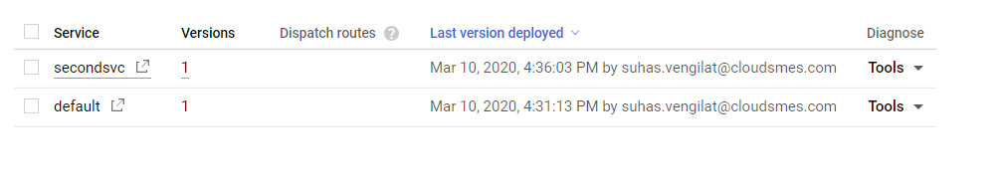 Service Versions Dispatch routes ? Last version deployed Diagnose
secondsvc 1 Mar 10, 2020, 4:36:03 PM by suhas.vengilat@cloudsmes.com Tools
default 1 Mar 10, 2020, 4:31:13 PM by suhas.vengilat@cloudsmes.com Tools